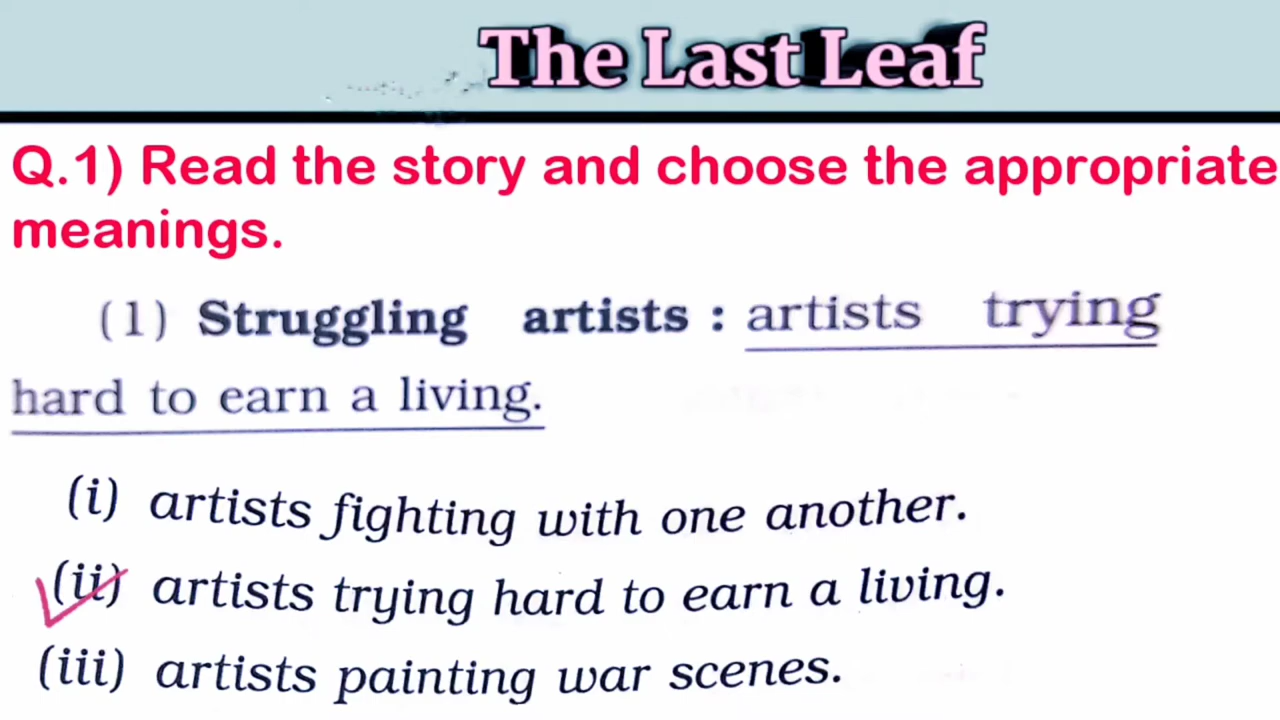 The Last Leaf
Q.1) Read the story and choose the appropriate
meanings.
(1) Struggling artists : artists trying
hard to earn a living.
(i) artists fighting with one another.
(ii) artists trying hard to earn a living.
(iii) artists painting war scenes.